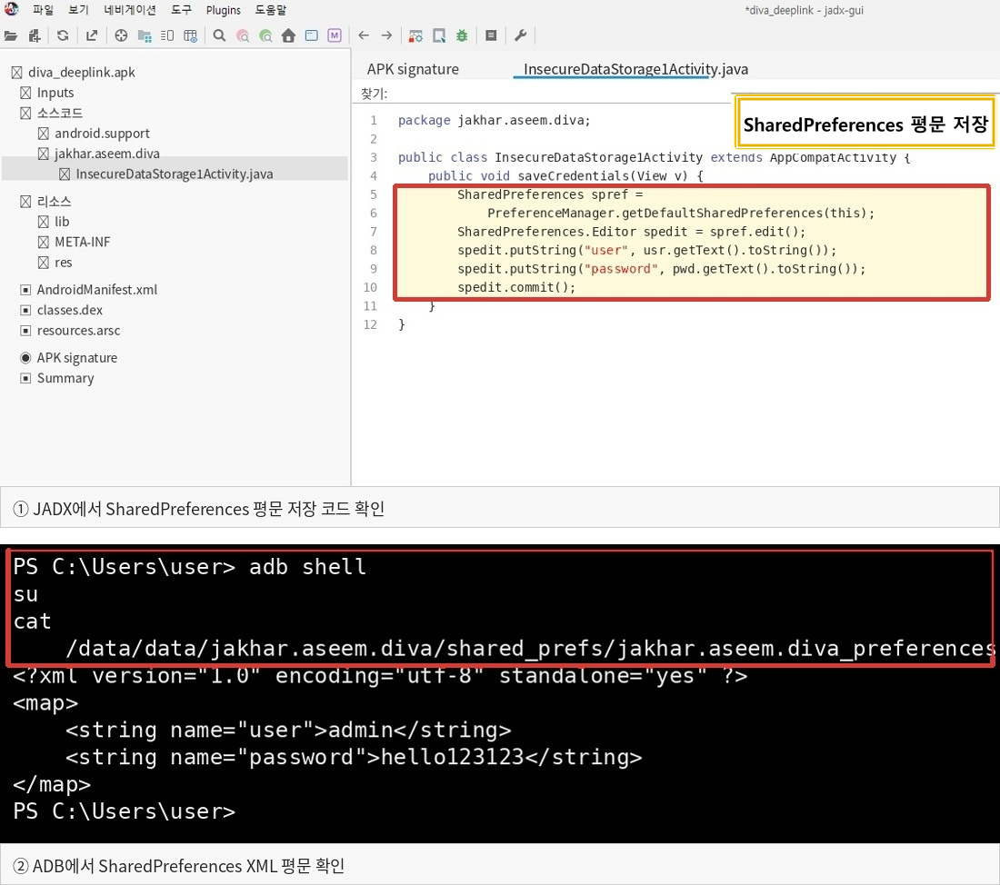 파일 보기 네비게이션 도구 Plugins 도움말
*diva_deeplink - jadx-gui
M
diva_deeplink.apk
Inputs
소스코드
android.support
jakhar.aseem.diva
InsecureDataStorage1Activity.java
리소스
lib
META-INF
res
AndroidManifest.xml
classes.dex
resources.arsc
APK signature
Summary
APK signature
InsecureDataStorage1Activity.java
찾기:
SharedPreferences 평문 저장
1 package jakhar.aseem.diva;
2
3 public class InsecureDataStorage1Activity extends AppCompatActivity {
4 public void saveCredentials(View v) {
5 SharedPreferences spref =
6 PreferenceManager.getDefaultSharedPreferences(this);
7 SharedPreferences.Editor spedit = spref.edit();
8 spedit.putString("user", usr.getText().toString());
9 spedit.putString("password", pwd.getText().toString());
10 spedit.commit();
11 }
12 }
① JADX에서 SharedPreferences 평문 저장 코드 확인
PS C:\Users\user> adb shell
su
cat
/data/data/jakhar.aseem.diva/shared_prefs/jakhar.aseem.diva_preferences
<?xml version="1.0" encoding="utf-8" standalone="yes" ?>
<map>
<string name="user">admin</string>
<string name="password">hello123123</string>
</map>
PS C:\Users\user>
② ADB에서 SharedPreferences XML 평문 확인